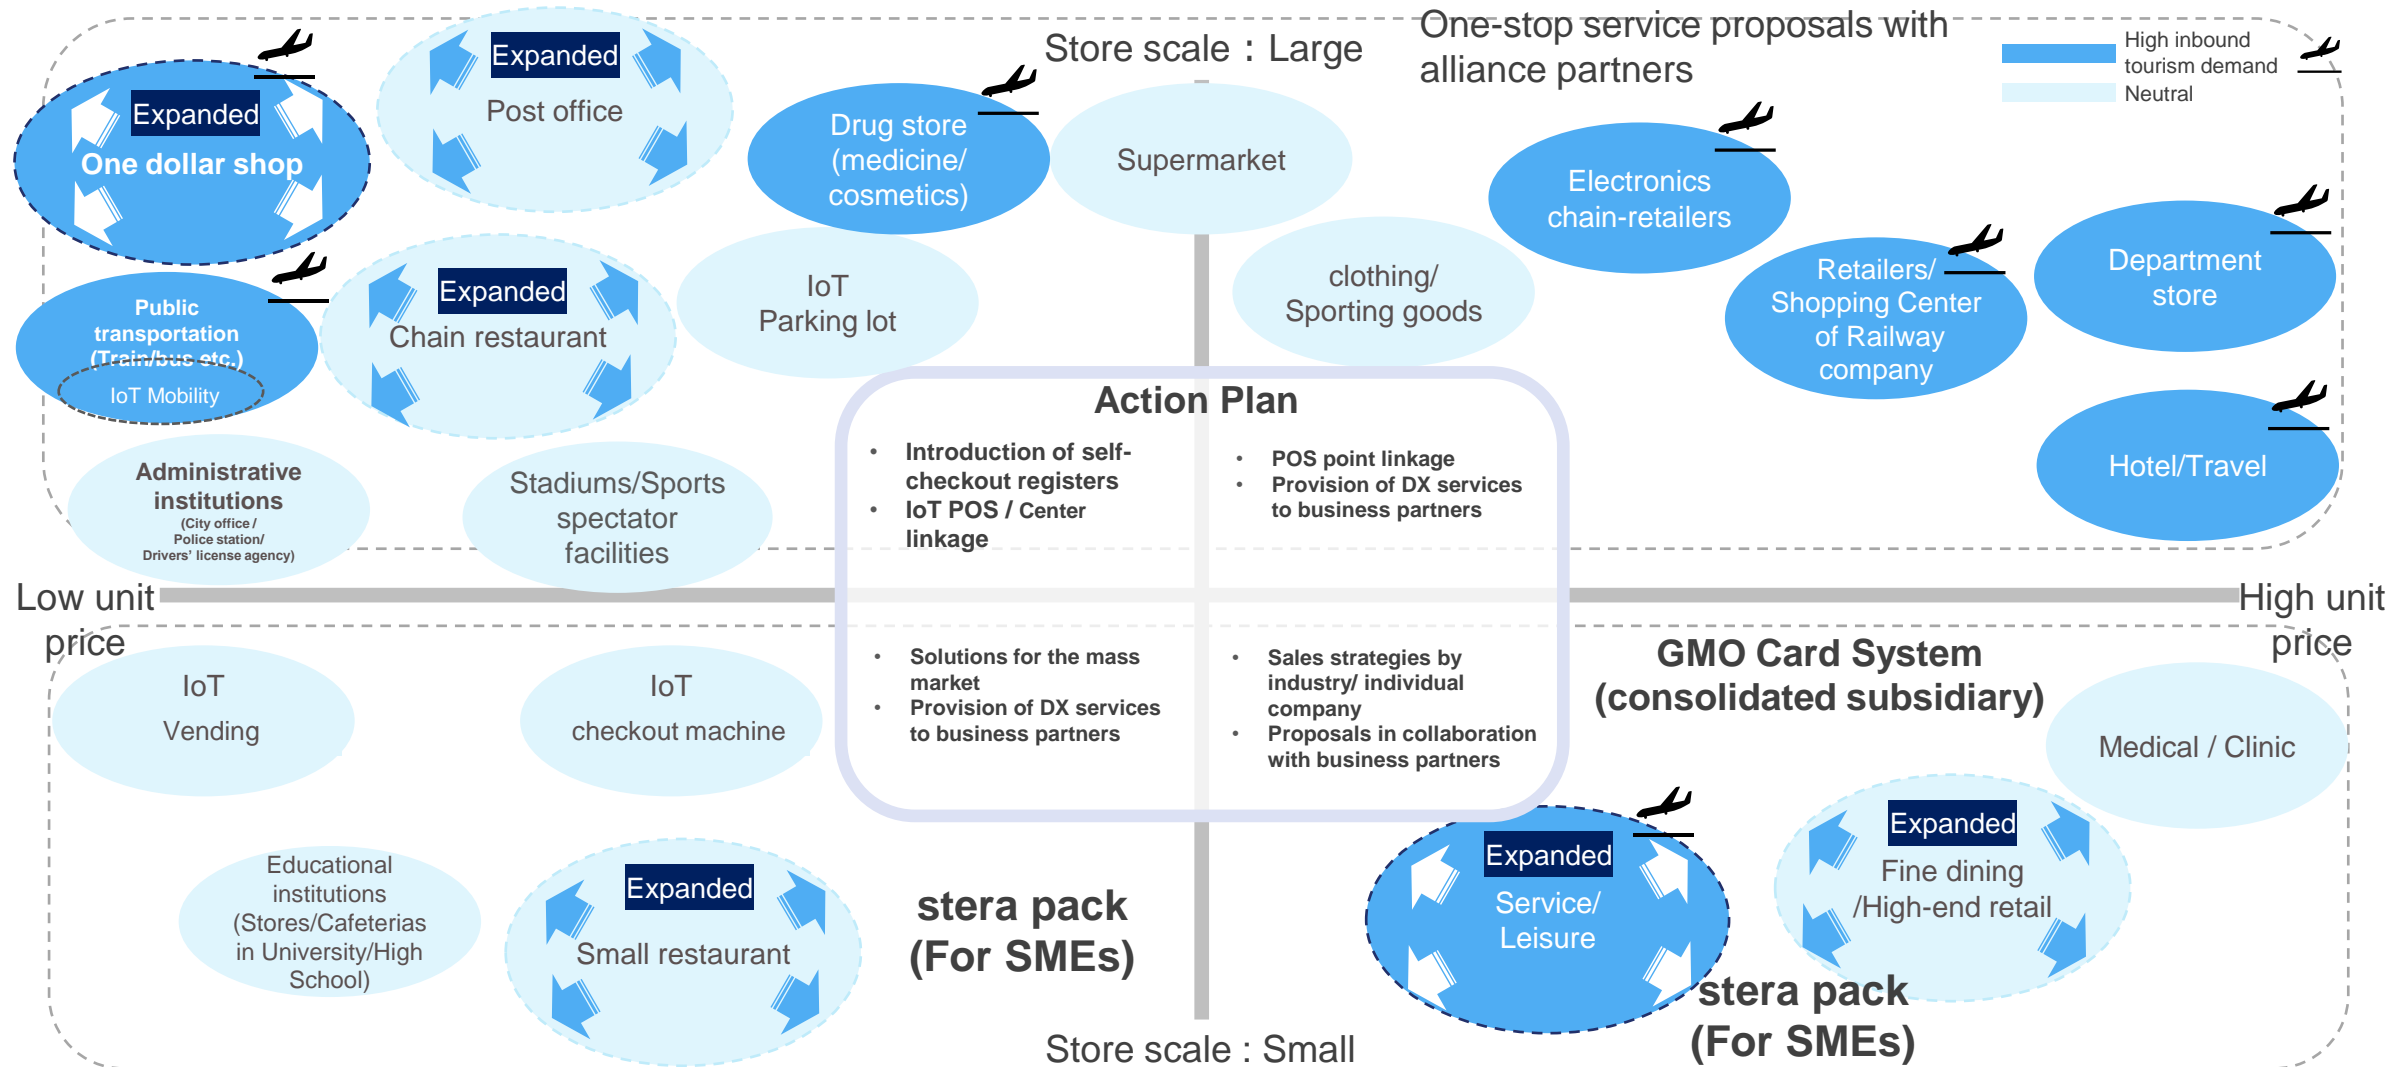 Store scale : Large
One-stop service proposals with
alliance partners
High inbound
tourism demand
Neutral
Expanded
One dollar shop
Expanded
Post office
Drug store
(medicine/
cosmetics)
Supermarket
Electronics
chain-retailers
Retailers/
Shopping Center
of Railway
company
Department
store
Public
transportation
(Train/bus etc.)
IoT Mobility
Expanded
Chain restaurant
IoT
Parking lot
clothing/
Sporting goods
Hotel/Travel
Administrative
institutions
(City office /
Police station/
Drivers' license agency)
Stadiums/Sports
spectator
facilities
Action Plan
• Introduction of self-
checkout registers
• IoT POS / Center
linkage
• POS point linkage
• Provision of DX services
to business partners
Low unit
price
High unit
price
• Solutions for the mass
market
• Provision of DX services
to business partners
• Sales strategies by
industry/ individual
company
• Proposals in collaboration
with business partners
GMO Card System
(consolidated subsidiary)
IoT
Vending
IoT
checkout machine
Medical / Clinic
Educational
institutions
(Stores/Cafeterias
in University/High
School)
Expanded
Small restaurant
stera pack
(For SMEs)
Expanded
Service/
Leisure
Expanded
Fine dining
/High-end retail
stera pack
(For SMEs)
Store scale : Small